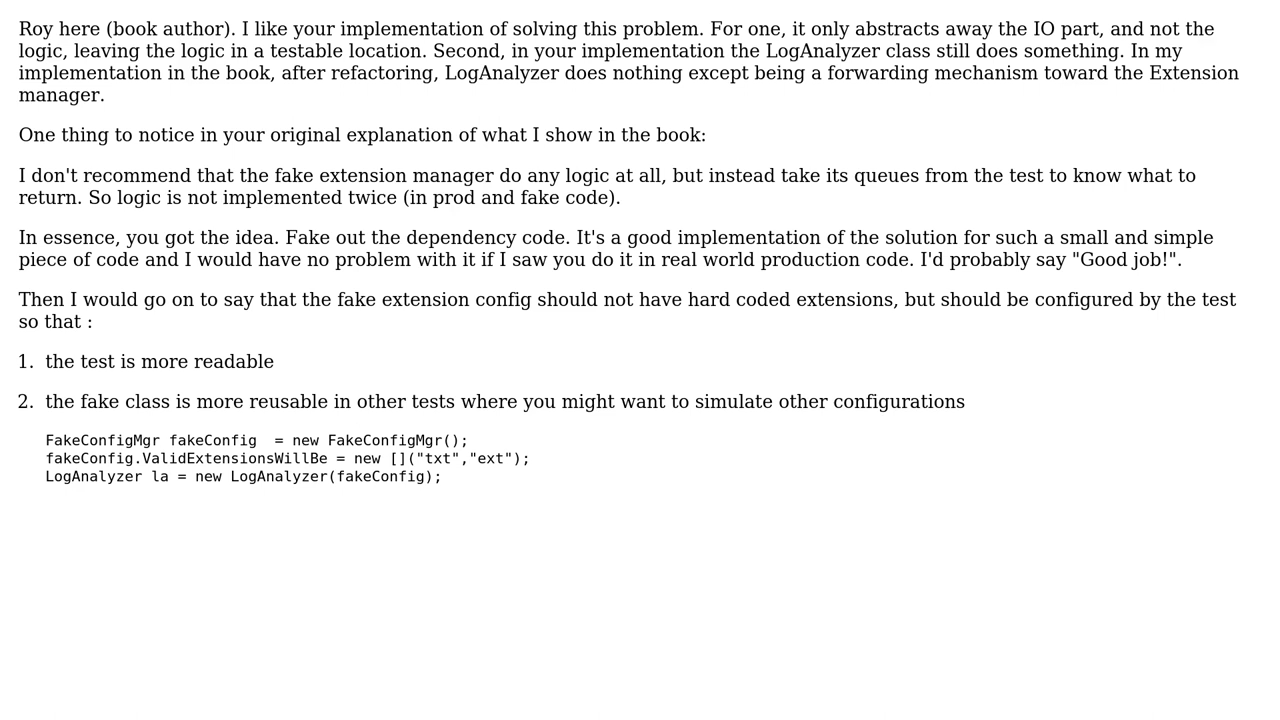 Roy here (book author). I like your implementation of solving this problem. For one, it only abstracts away the IO part, and not the
logic, leaving the logic in a testable location. Second, in your implementation the LogAnalyzer class still does something. In my
implementation in the book, after refactoring, LogAnalyzer does nothing except being a forwarding mechanism toward the Extension
manager.
One thing to notice in your original explanation of what I show in the book:
I don't recommend that the fake extension manager do any logic at all, but instead take its queues from the test to know what to
return. So logic is not implemented twice (in prod and fake code).
In essence, you got the idea. Fake out the dependency code. It's a good implementation of the solution for such a small and simple
piece of code and I would have no problem with it if I saw you do it in real world production code. I'd probably say "Good job!".
Then I would go on to say that the fake extension config should not have hard coded extensions, but should be configured by the test
so that :
1. the test is more readable
2. the fake class is more reusable in other tests where you might want to simulate other configurations
FakeConfigMgr fakeConfig  = new FakeConfigMgr();
fakeConfig.ValidExtensionsWillBe = new []("txt","ext");
LogAnalyzer la = new LogAnalyzer(fakeConfig);